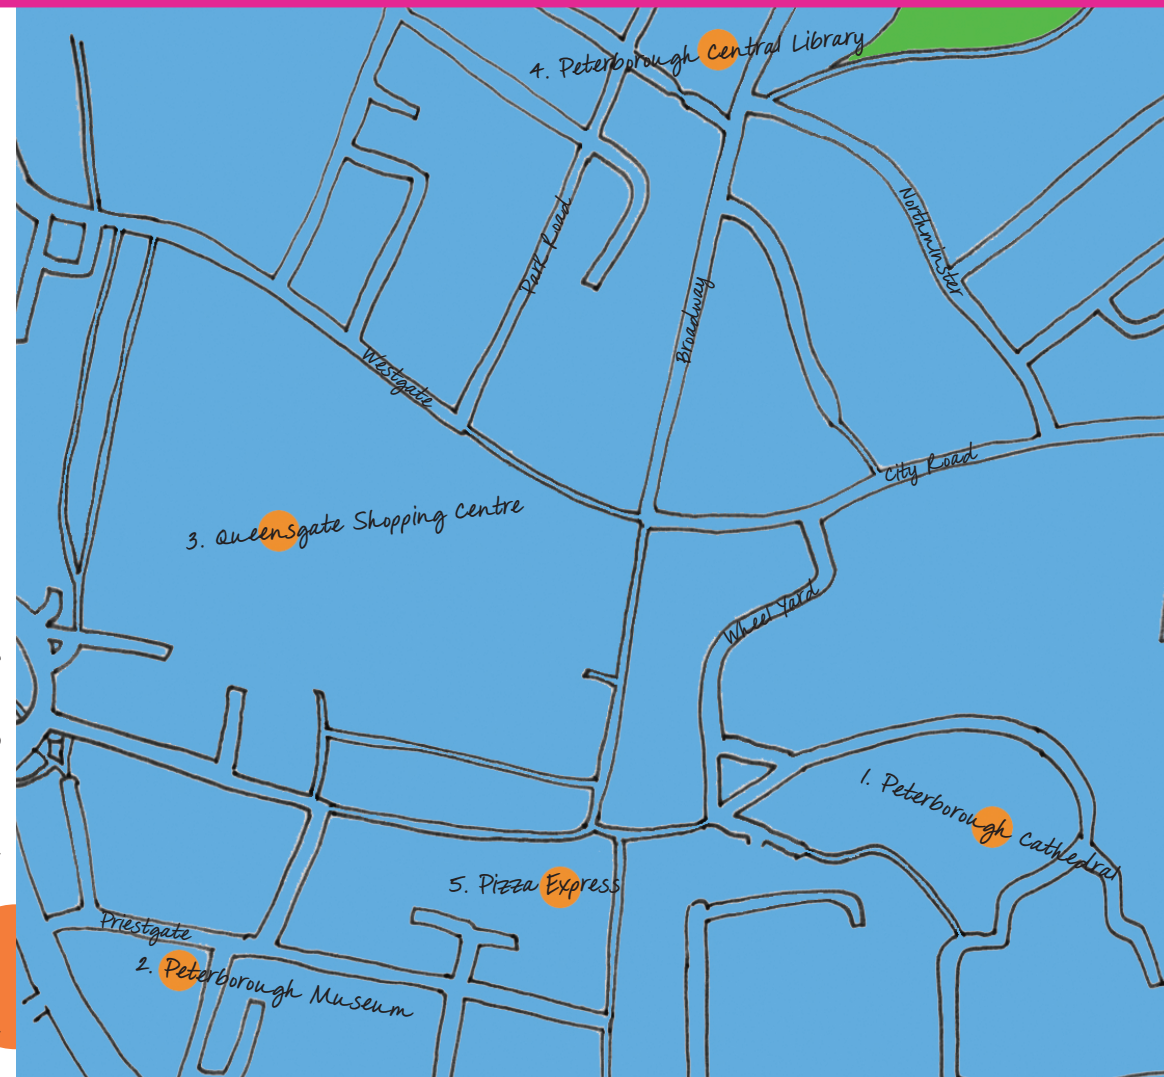 4. Peterborough Central Library
Northminster
Park Road
Broadway
Westgate
City Road
3. Queensgate Shopping Centre
Wheel Yard
1. Peterborough Cathedral
5. Pizza Express
Priestgate
2. Peterborough Museum